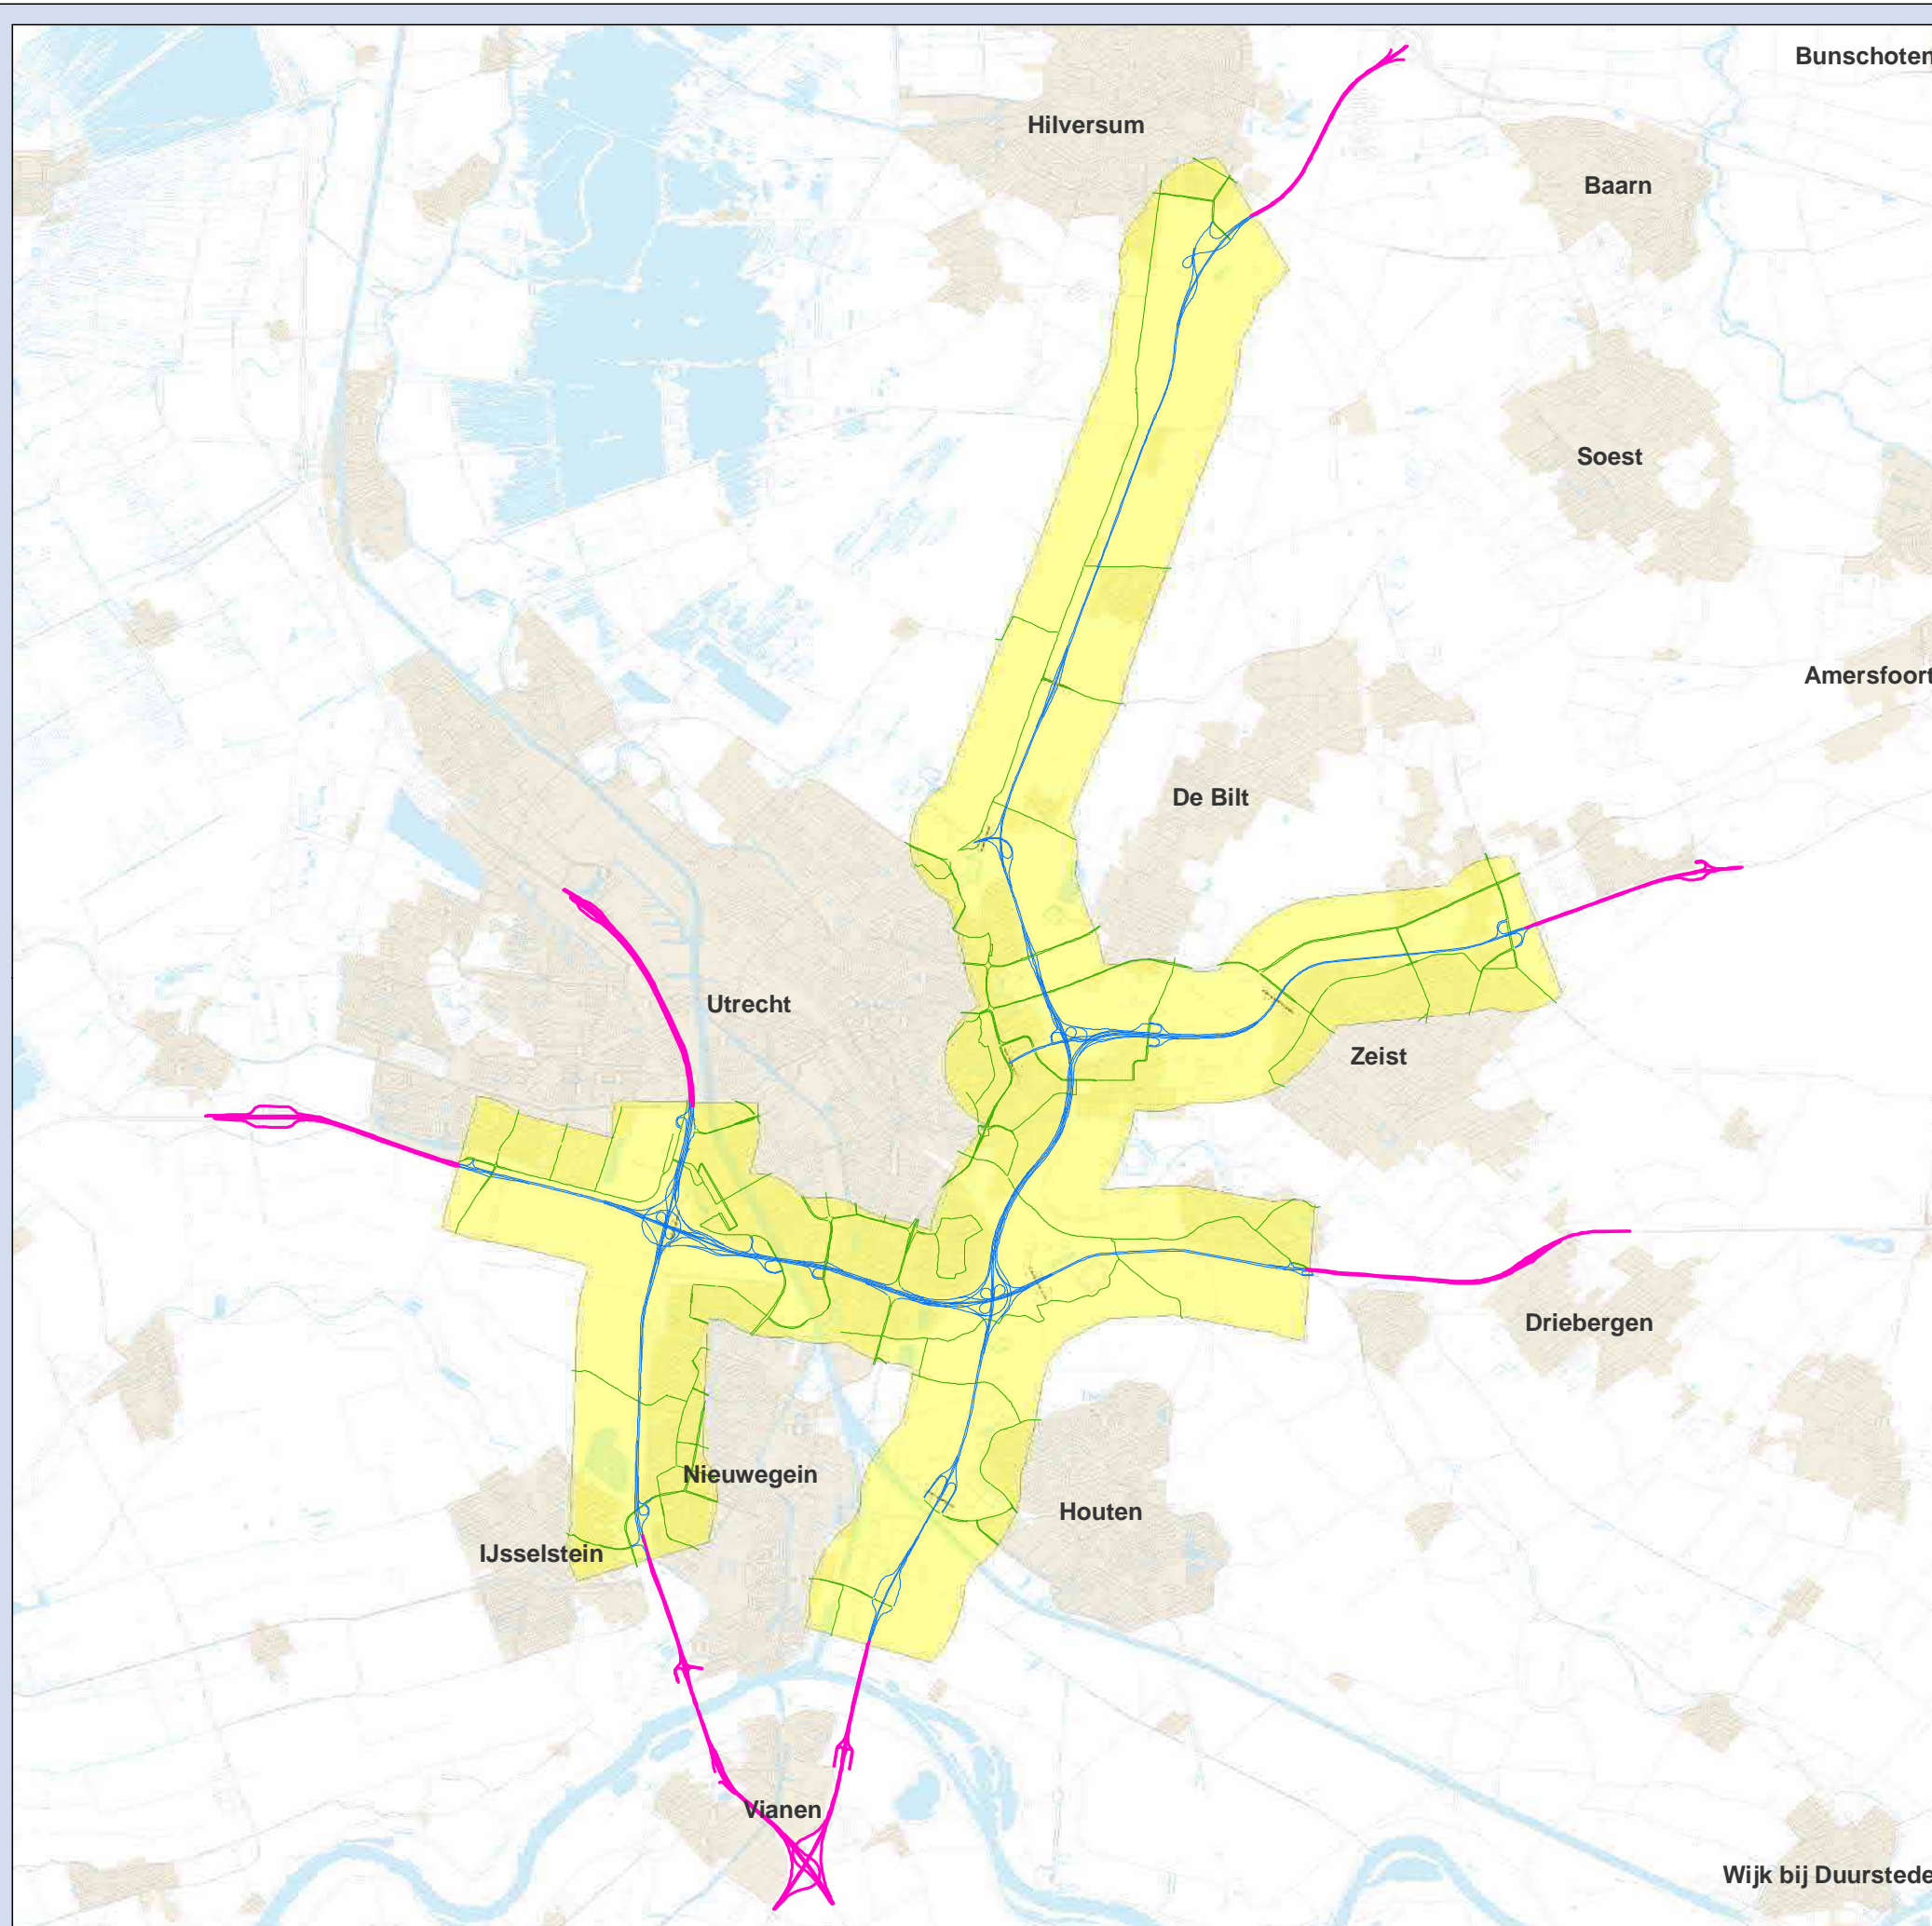 Bunschoten
Hilversum
Baarn
Soest
Amersfoort
De Bilt
Utrecht
Zeist
Driebergen
Nieuwegein
Houten
IJsselstein
Vianen
Wijk bij Duurstede